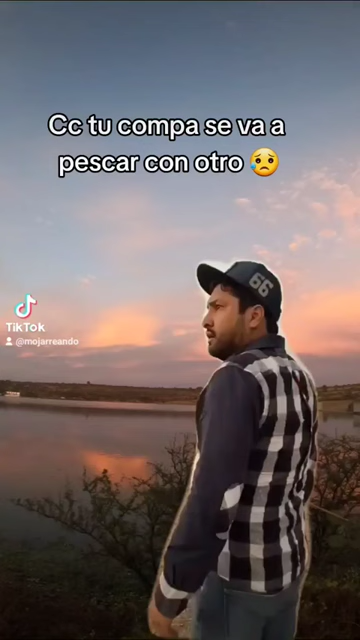 Cc tu compa se va a
pescar con otro 😥
66
TikTok
@mojarreando